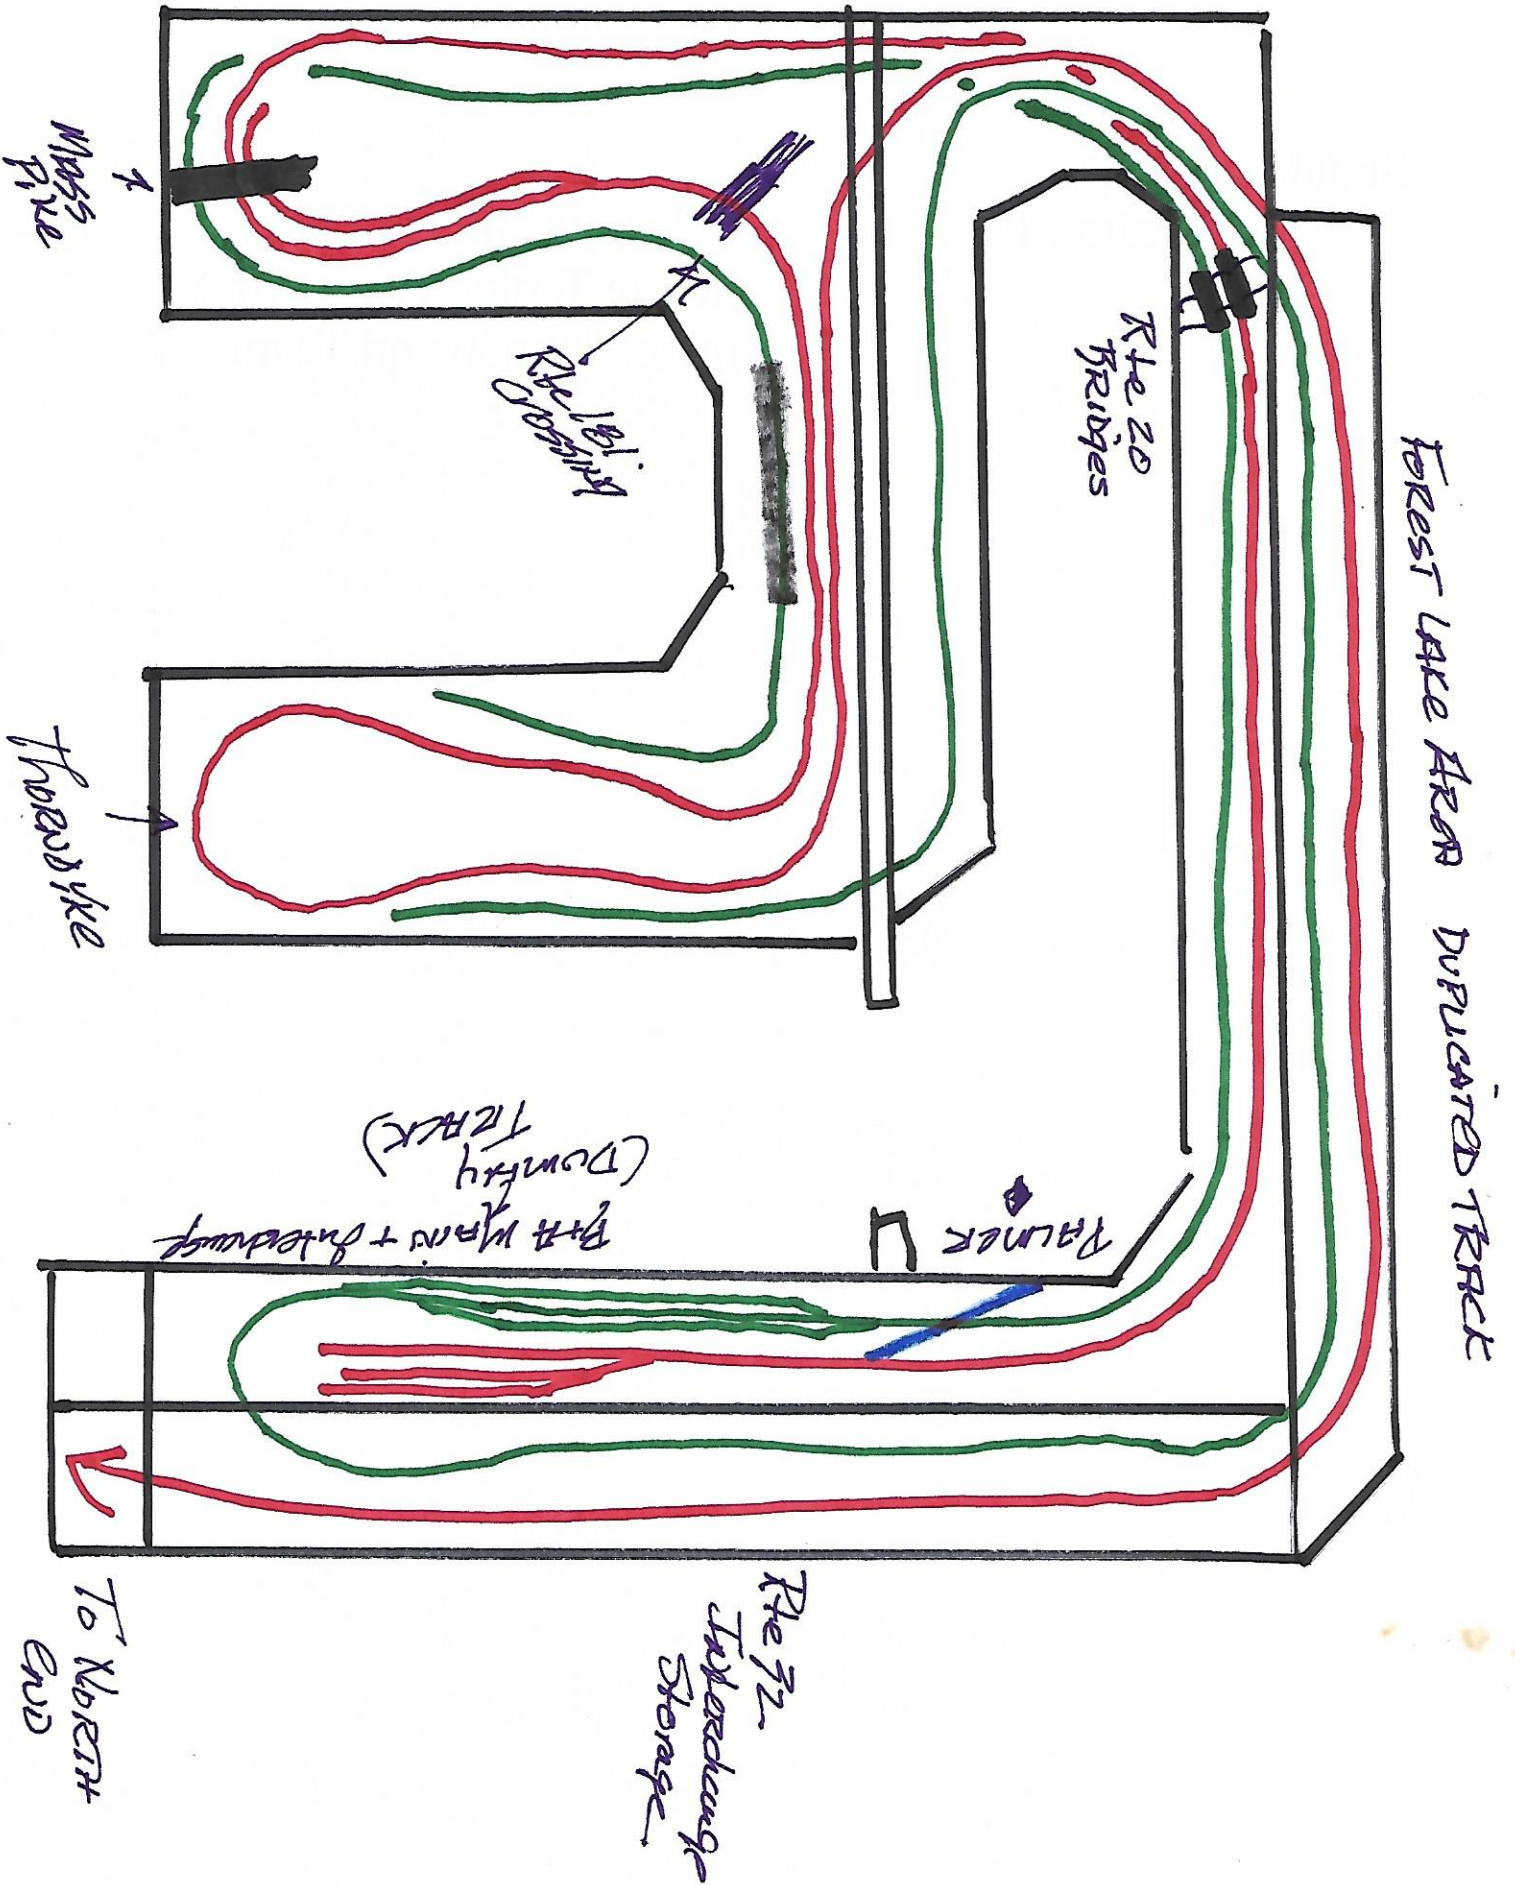 Mass
Pike
Rte 181
Crossing
Rte 20
BRIDGES
FOREST LAKE AREA DUPLICATED TRACK
THORNDYKE
PALMER
B+A MAIN + Interchange
(Dummy
TRACK)
Rte 32
INTERCHANGE
Storage
To NORTH
END